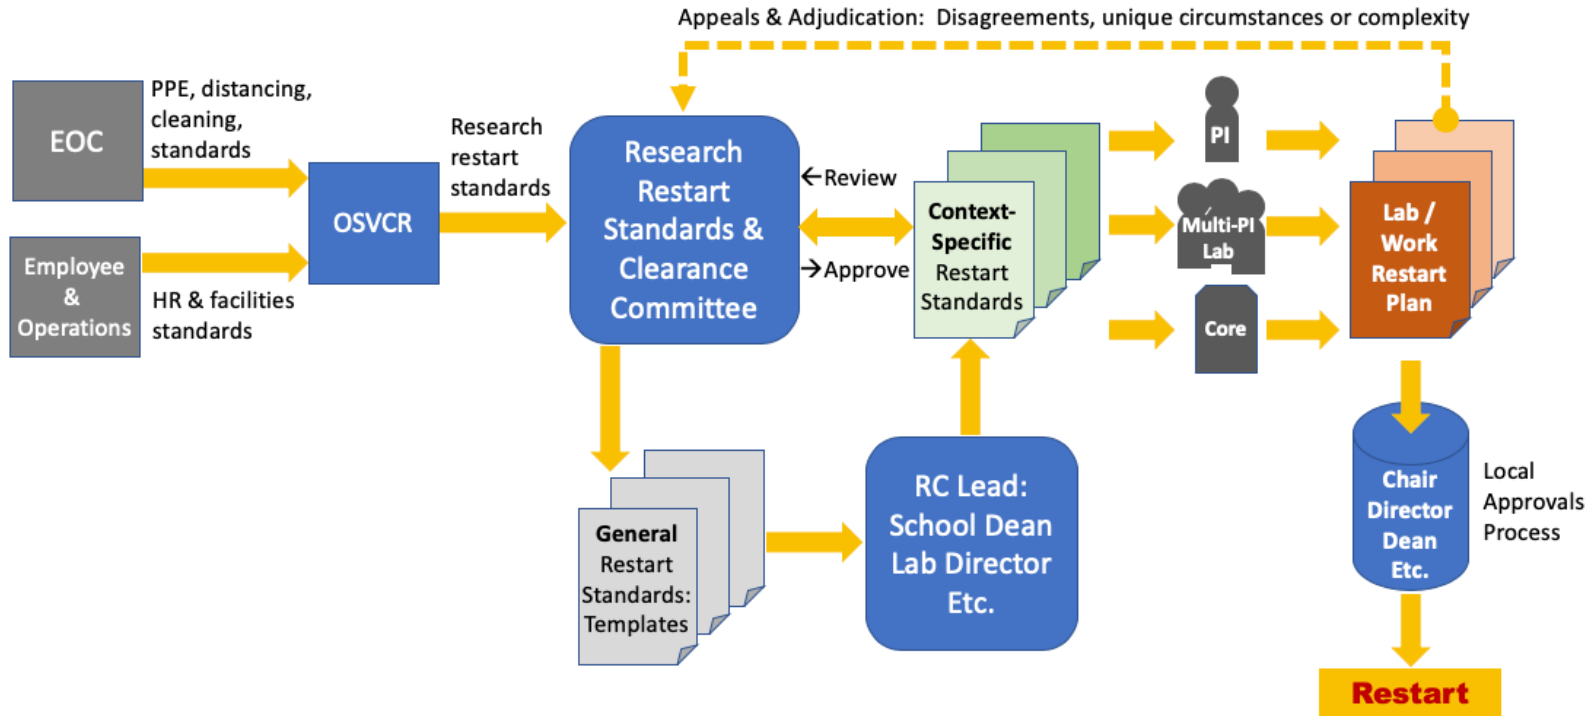 Appeals & Adjudication: Disagreements, unique circumstances or complexity
EOC
PPE, distancing,
cleaning,
standards
Employee
&
Operations
HR & facilities
standards
OSVCR
Research
restart
standards
Research
Restart
Standards &
Clearance
Committee
←Review
→Approve
Context-
Specific
Restart
Standards
PI
Multi-PI
Lab
Core
Lab /
Work
Restart
Plan
General
Restart
Standards:
Templates
RC Lead:
School Dean
Lab Director
Etc.
Chair
Director
Dean
Etc.
Local
Approvals
Process
Restart